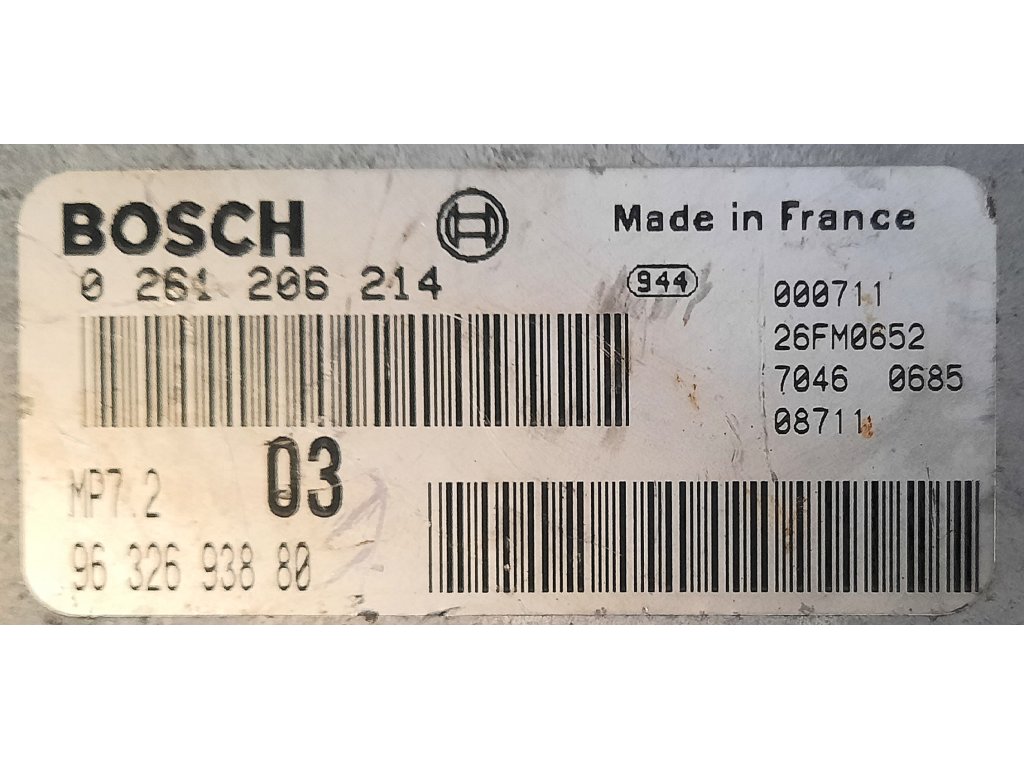 BOSCH
Made in France
0 261 206 214
944
000711
26FM0652
7046 0685
08711
MP7.2
03
96 326 938 80